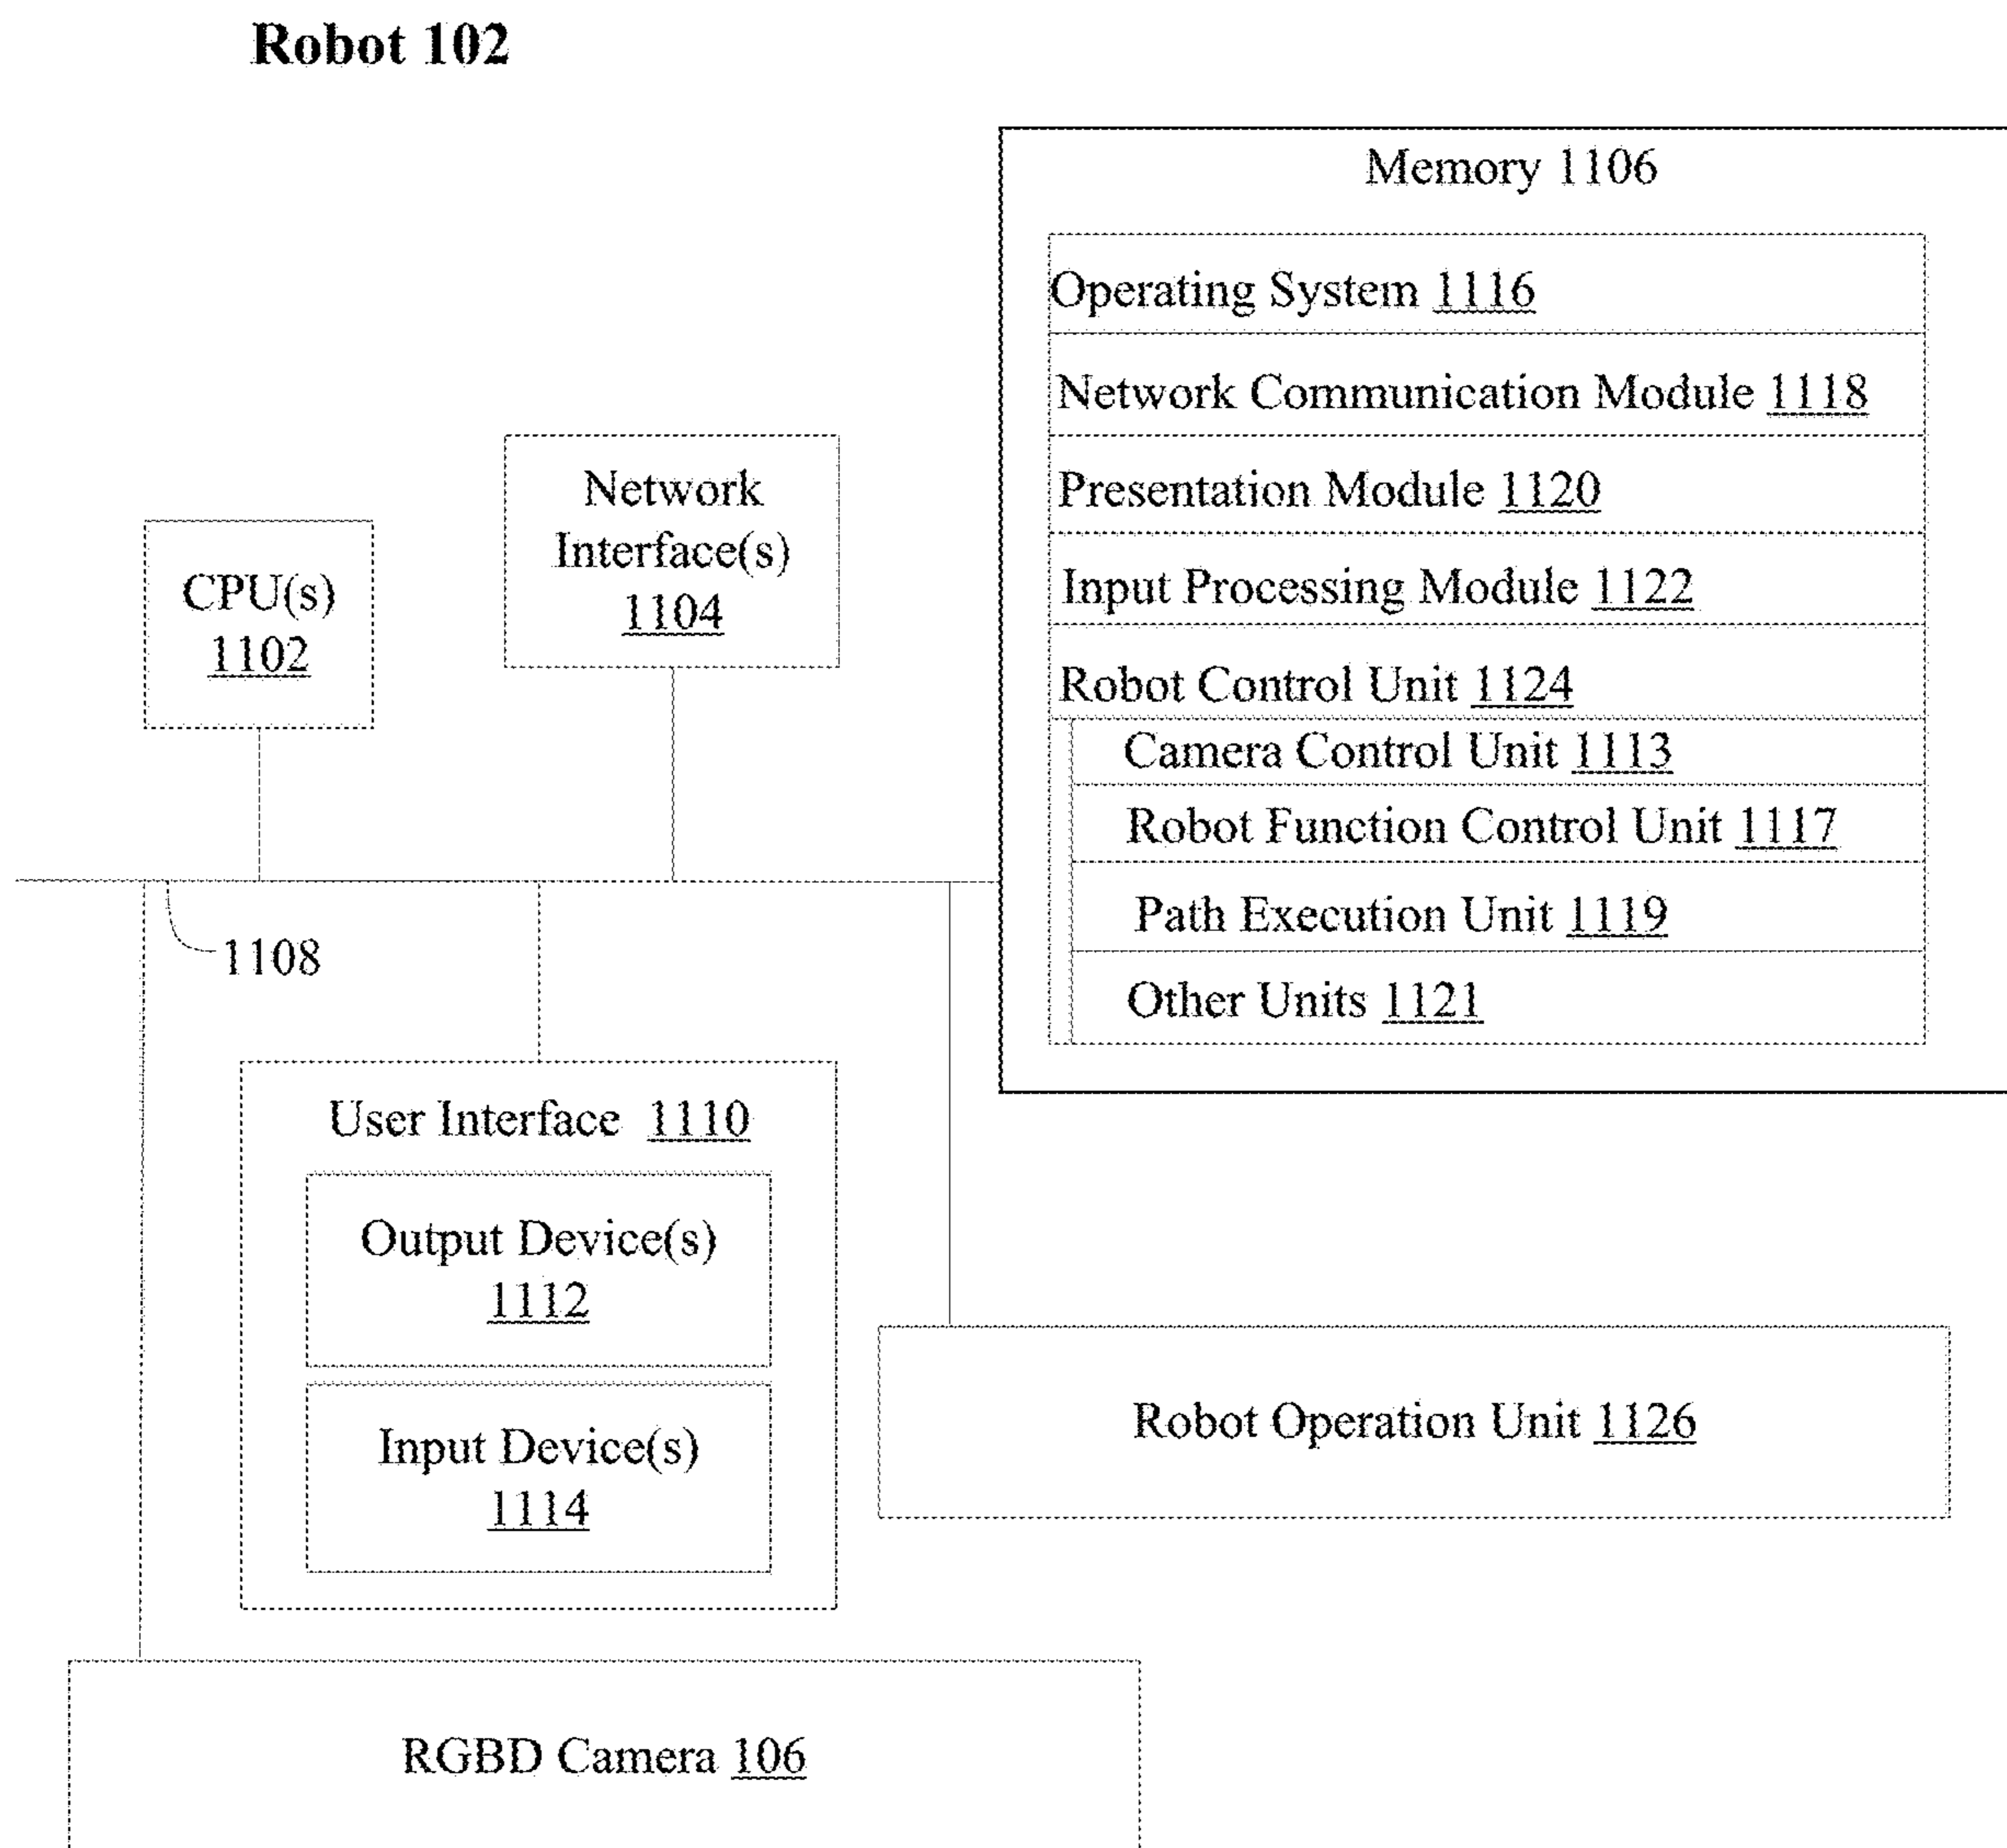 Robot 102
Memory 1106
Operating System 1116
Network Communication Module 1118
Presentation Module 1120
Input Processing Module 1122
Robot Control Unit 1124
Camera Control Unit 1113
Robot Function Control Unit 1117
Path Execution Unit 1119
Other Units 1121
Network
Interface(s)
1104
CPU(s)
1102
1108
User Interface 1110
Output Device(s)
1112
Input Device(s)
1114
Robot Operation Unit 1126
RGBD Camera 106